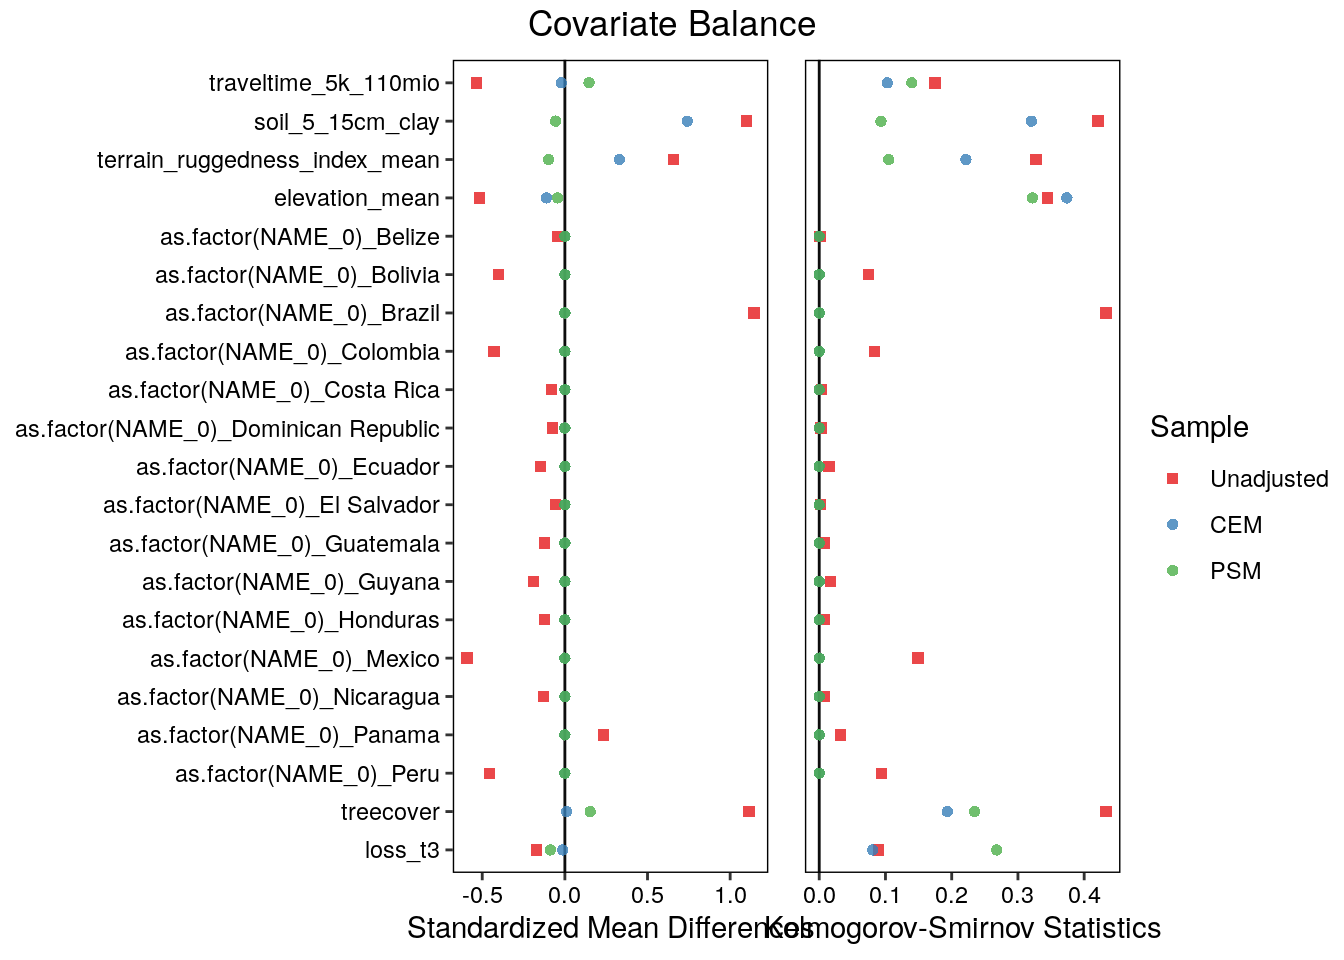 Covariate Balance
traveltime_5k_110mio
soil_5_15cm_clay
terrain_ruggedness_index_mean
elevation_mean
as.factor(NAME_0)_Belize
as.factor(NAME_0)_Bolivia
as.factor(NAME_0)_Brazil
as.factor(NAME_0)_Colombia
as.factor(NAME_0)_Costa Rica
as.factor(NAME_0)_Dominican Republic
as.factor(NAME_0)_Ecuador
as.factor(NAME_0)_El Salvador
as.factor(NAME_0)_Guatemala
as.factor(NAME_0)_Guyana
as.factor(NAME_0)_Honduras
as.factor(NAME_0)_Mexico
as.factor(NAME_0)_Nicaragua
as.factor(NAME_0)_Panama
as.factor(NAME_0)_Peru
treecover
loss_t3
-0.5 0.0 0.5 1.0
Standardized Mean Differences
0.0 0.1 0.2 0.3 0.4
Kolmogorov-Smirnov Statistics
Sample
Unadjusted
CEM
PSM